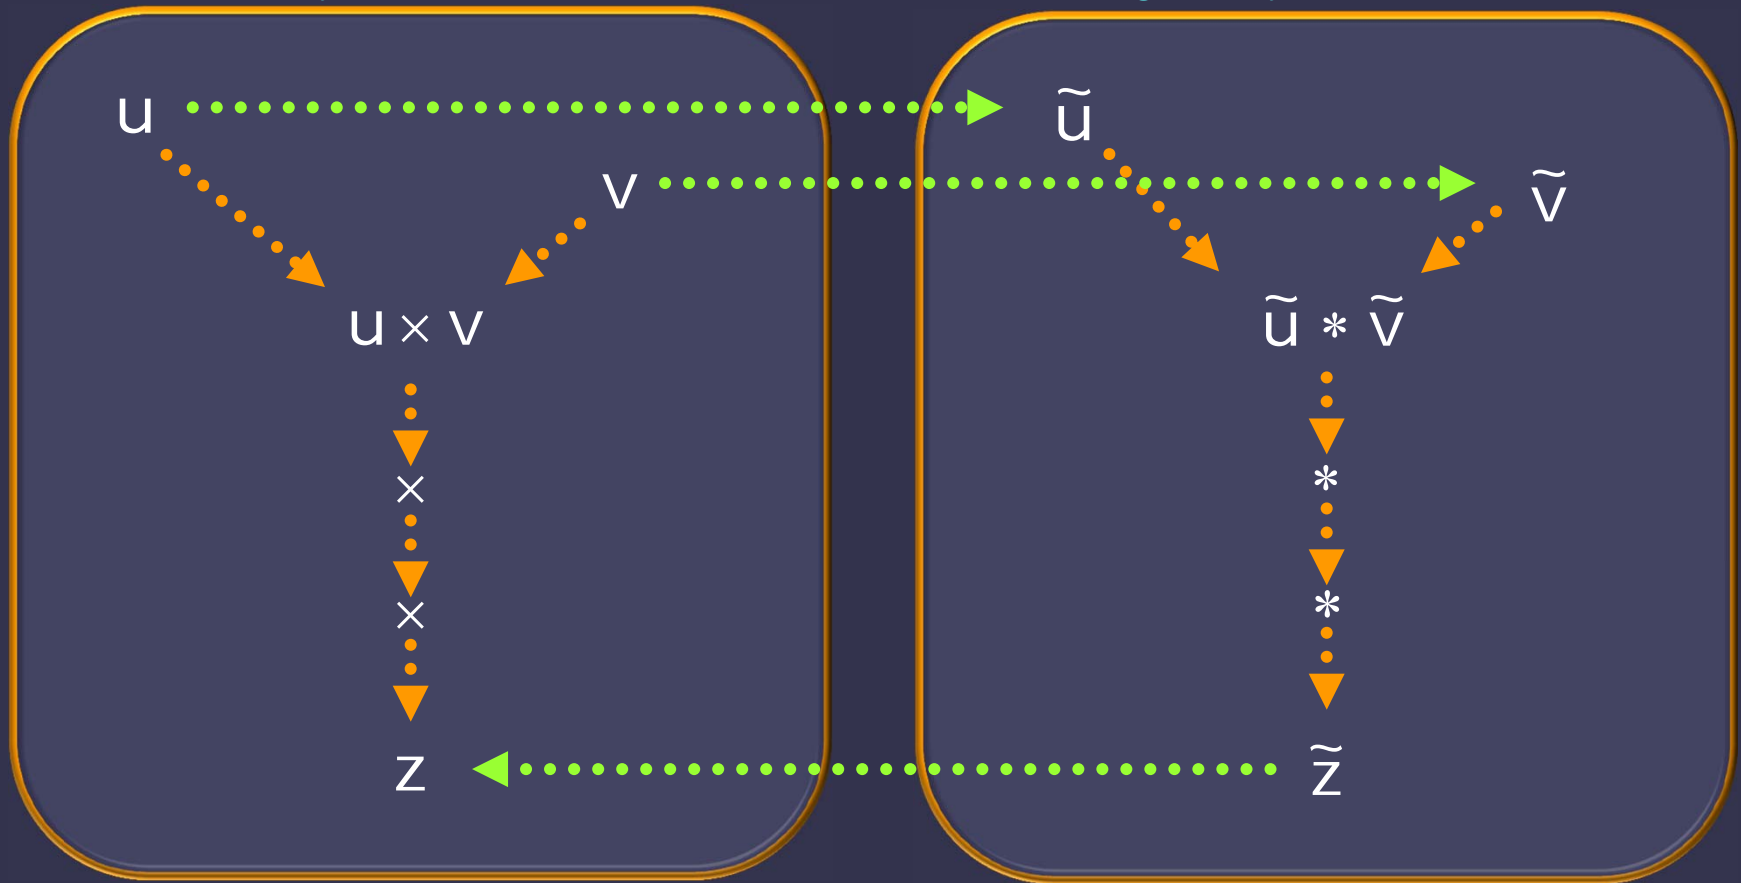 u ũ
v ṽ
u × v ũ * ṽ
× *
× *
z z̃